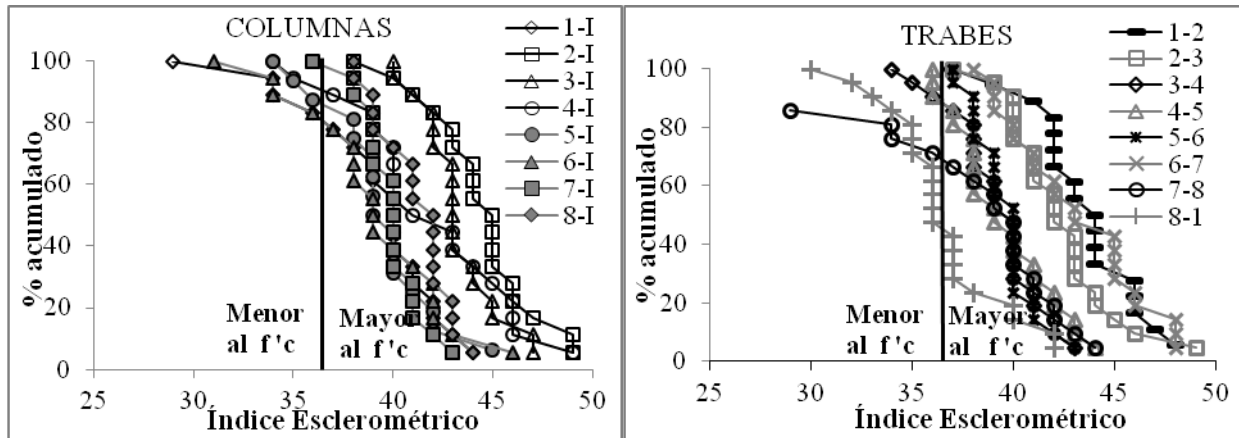 COLUMNAS
% acumulado
100
80
60
40
20
0
25
30
35
40
45
50
Índice Esclerométrico
Menor
al f'c
Mayor
al f'c
1-I
2-I
3-I
4-I
5-I
6-I
7-I
8-I
TRABES
% acumulado
100
80
60
40
20
0
25
30
35
40
45
50
Índice Esclerométrico
Menor
al f'c
Mayor
al f'c
1-2
2-3
3-4
4-5
5-6
6-7
7-8
8-1